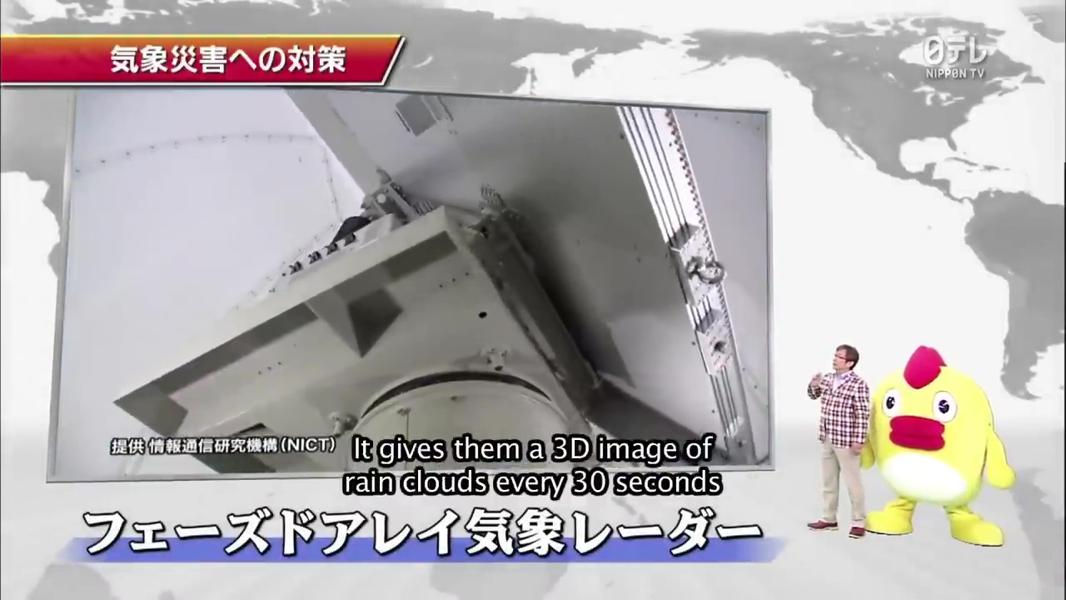 気象災害への対策
日テレ
NIPPON TV
提供 情報通信研究機構(NICT)
It gives them a 3D image of
rain clouds every 30 seconds
フェーズドアレイ気象レーダー